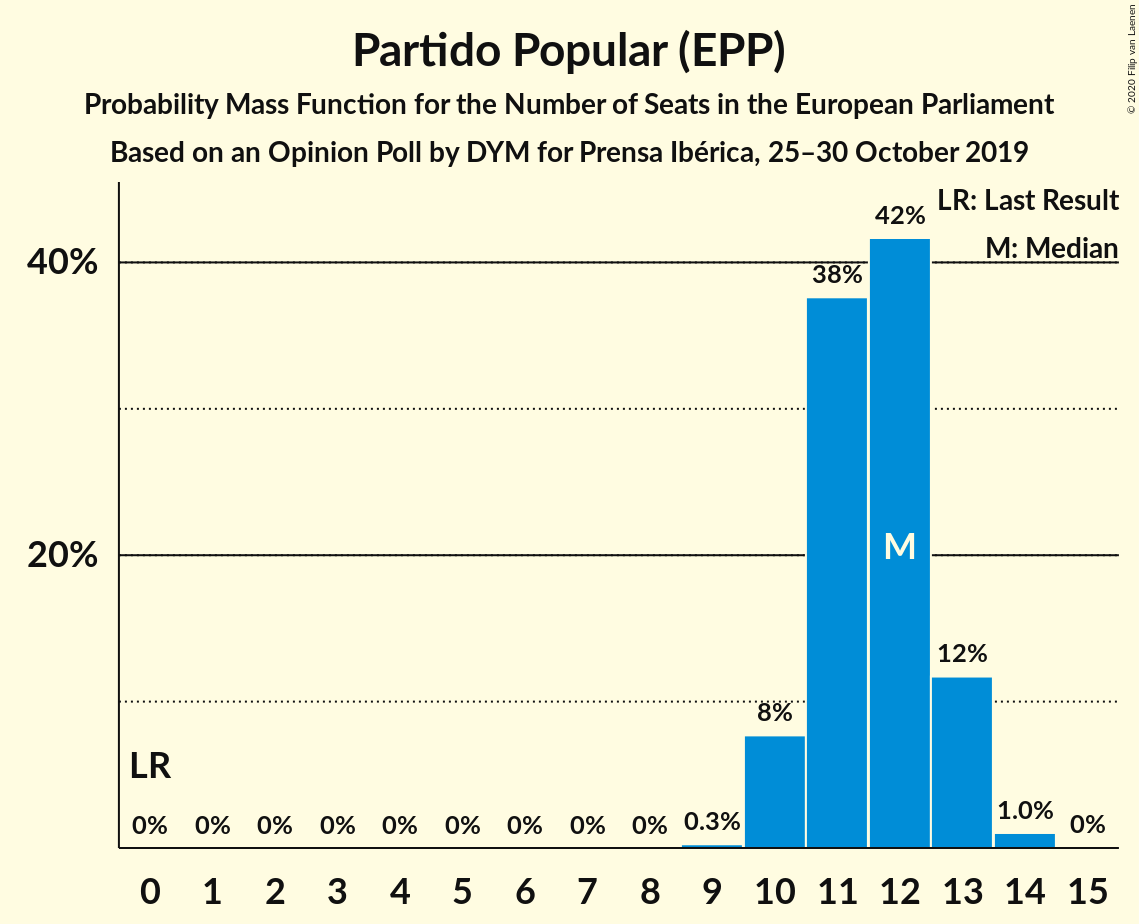 Partido Popular (EPP)
Probability Mass Function for the Number of Seats in the European Parliament
Based on an Opinion Poll by DYM for Prensa Ibérica, 25–30 October 2019
© 2020 Filip van Laenen
LR: Last Result
M: Median
40%
20%
42%
38%
M
12%
8%
LR
0% 0% 0% 0% 0% 0% 0% 0% 0% 0.3% 1.0% 0%
0 1 2 3 4 5 6 7 8 9 10 11 12 13 14 15